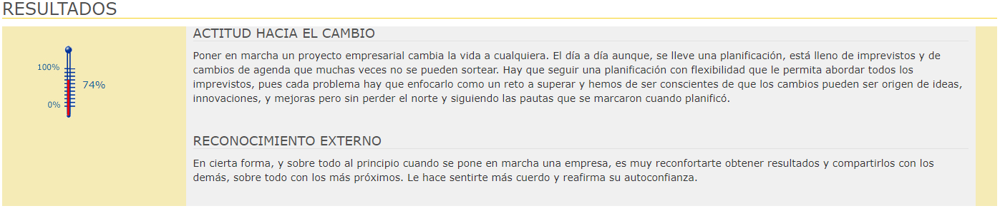 RESULTADOS
ACTITUD HACIA EL CAMBIO
Poner en marcha un proyecto empresarial cambia la vida a cualquiera. El día a día aunque, se lleve una planificación, está lleno de imprevistos y de
cambios de agenda que muchas veces no se pueden sortear. Hay que seguir una planificación con flexibilidad que le permita abordar todos los
imprevistos, pues cada problema hay que enfocarlo como un reto a superar y hemos de ser conscientes de que los cambios pueden ser origen de ideas,
innovaciones, y mejoras pero sin perder el norte y siguiendo las pautas que se marcaron cuando planificó.
100%
74%
0%
RECONOCIMIENTO EXTERNO
En cierta forma, y sobre todo al principio cuando se pone en marcha una empresa, es muy reconfortarte obtener resultados y compartirlos con los
demás, sobre todo con los más próximos. Le hace sentirte más cuerdo y reafirma su autoconfianza.